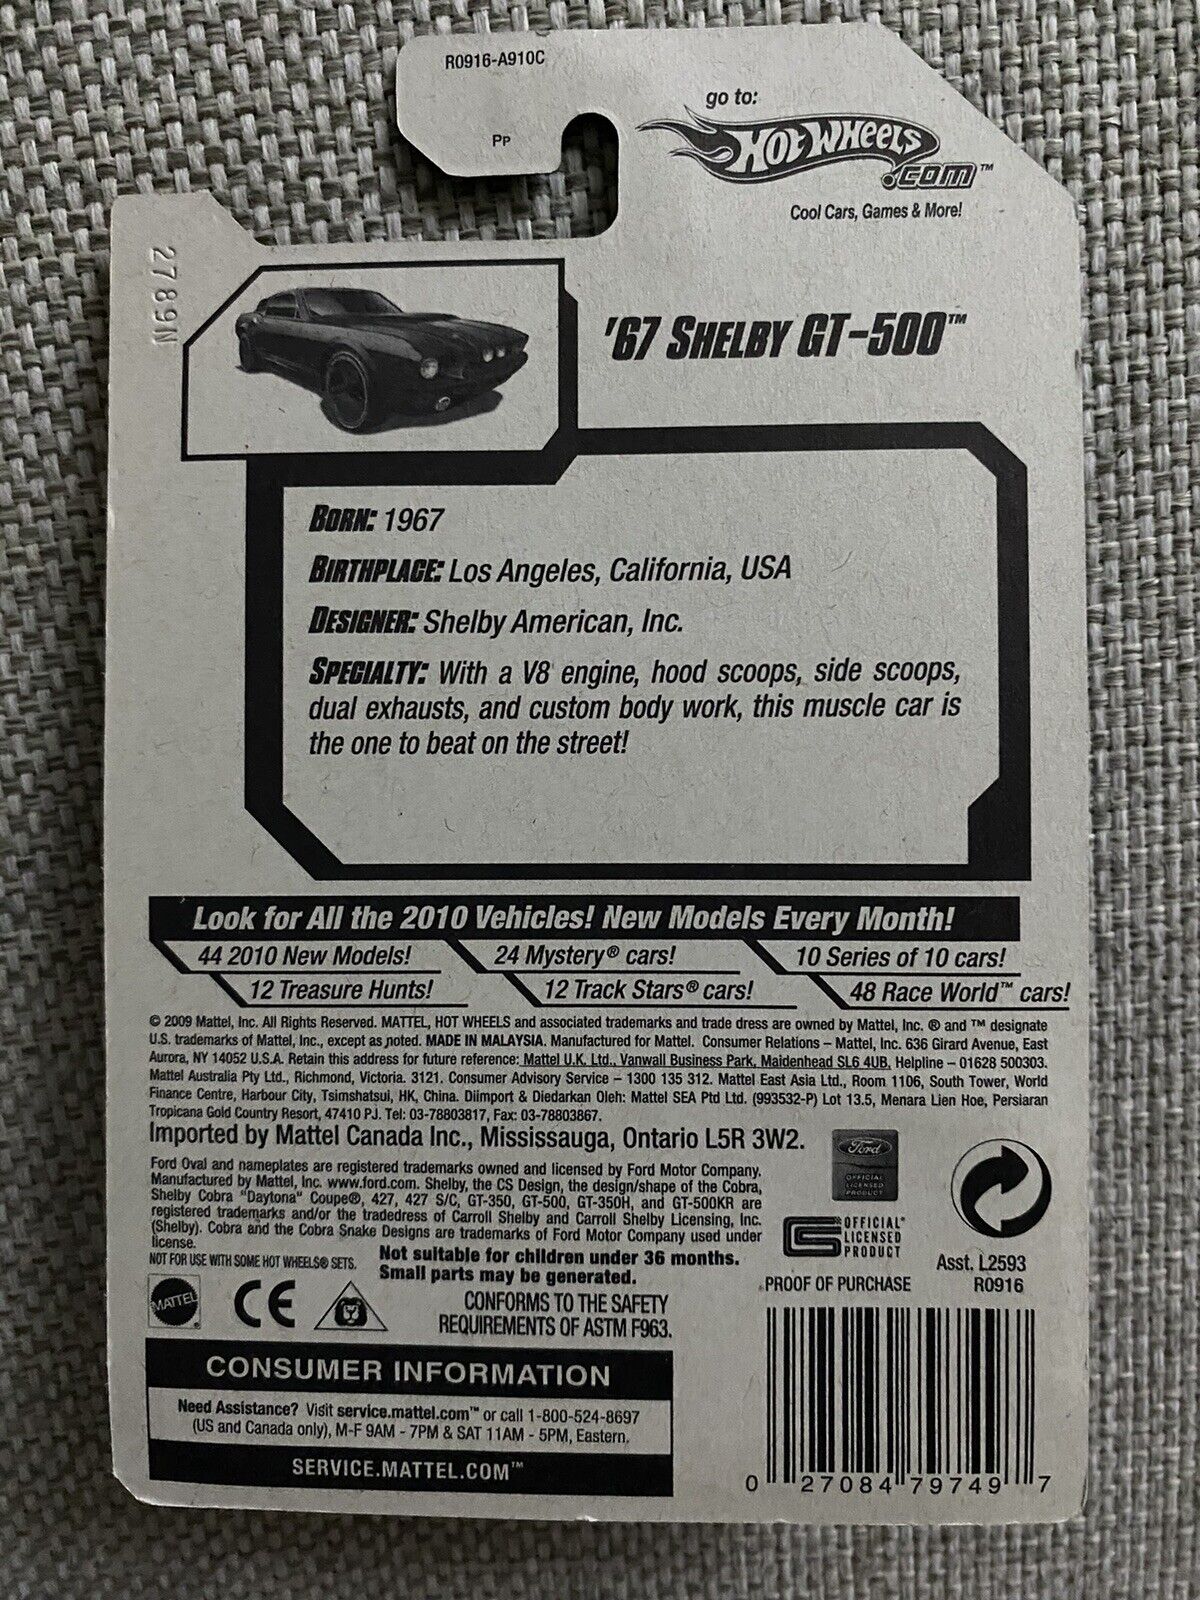 R0916-A910C
PP
go to:
HOT WHEELS
.com™
Cool Cars, Games & More!
2789N
'67 SHELBY GT-500™
BORN: 1967
BIRTHPLACE: Los Angeles, California, USA
DESIGNER: Shelby American, Inc.
SPECIALTY: With a V8 engine, hood scoops, side scoops,
dual exhausts, and custom body work, this muscle car is
the one to beat on the street!
Look for All the 2010 Vehicles! New Models Every Month!
44 2010 New Models! 24 Mystery® cars! 10 Series of 10 cars!
12 Treasure Hunts! 12 Track Stars® cars! 48 Race World™ cars!
© 2009 Mattel, Inc. All Rights Reserved. MATTEL, HOT WHEELS and associated trademarks and trade dress are owned by Mattel, Inc. ® and ™ designate
U.S. trademarks of Mattel, Inc., except as noted. MADE IN MALAYSIA. Manufactured for Mattel. Consumer Relations – Mattel, Inc. 636 Girard Avenue, East
Aurora, NY 14052 U.S.A. Retain this address for future reference: Mattel U.K. Ltd., Vanwall Business Park, Maidenhead SL6 4UB. Helpline – 01628 500303.
Mattel Australia Pty Ltd., Richmond, Victoria. 3121. Consumer Advisory Service – 1300 135 312. Mattel East Asia Ltd., Room 1106, South Tower, World
Finance Centre, Harbour City, Tsimshatsui, HK, China. Diimport & Diedarkan Oleh: Mattel SEA Ptd Ltd. (993532-P) Lot 13.5, Menara Lien Hoe, Persiaran
Tropicana Gold Country Resort, 47410 PJ. Tel: 03-78803817, Fax: 03-78803867.
Imported by Mattel Canada Inc., Mississauga, Ontario L5R 3W2.
Ford Oval and nameplates are registered trademarks owned and licensed by Ford Motor Company.
Manufactured by Mattel, Inc. www.ford.com. Shelby, the CS Design, the design/shape of the Cobra,
Shelby Cobra "Daytona" Coupe®, 427, 427 S/C, GT-350, GT-500, GT-350H, and GT-500KR are
registered trademarks and/or the tradedress of Carroll Shelby and Carroll Shelby Licensing, Inc.
(Shelby). Cobra and the Cobra Snake Designs are trademarks of Ford Motor Company used under
license.
NOT FOR USE WITH SOME HOT WHEELS® SETS.
Not suitable for children under 36 months.
Small parts may be generated.
Ford
OFFICIAL
LICENSED
PRODUCT
CS
OFFICIAL
LICENSED
PRODUCT
Asst. L2593
R0916
PROOF OF PURCHASE
MATTEL
CE
CONFORMS TO THE SAFETY
REQUIREMENTS OF ASTM F963.
CONSUMER INFORMATION
Need Assistance? Visit service.mattel.com™ or call 1-800-524-8697
(US and Canada only), M-F 9AM - 7PM & SAT 11AM - 5PM, Eastern.
SERVICE.MATTEL.COM™
0 27084 79749 7